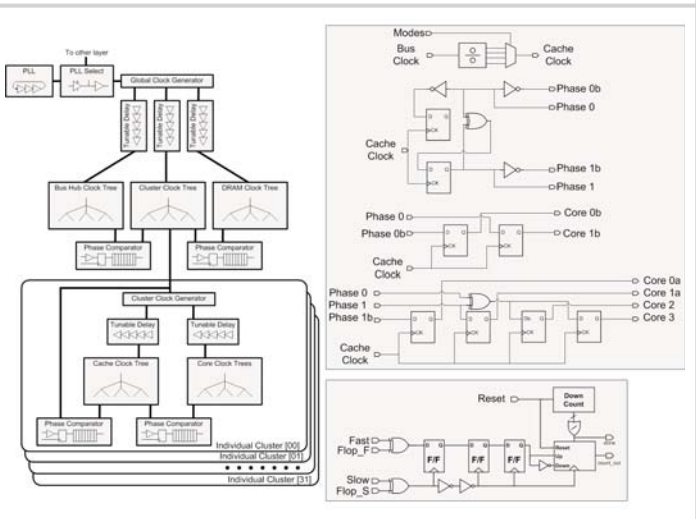 To other layer
PLL
PLL Select
Global Clock Generator
Tunable Delay
Tunable Delay
Tunable Delay
Bus Hub Clock Tree
Cluster Clock Tree
DRAM Clock Tree
Phase Comparator
Phase Comparator
Cluster Clock Generator
Tunable Delay
Tunable Delay
Cache Clock Tree
Core Clock Trees
Phase Comparator
Phase Comparator
Individual Cluster [00]
Individual Cluster [01]
Individual Cluster [31]
Modes
Bus
Clock
Cache
Clock
Phase 0b
Phase 0
Cache
Clock
Phase 1b
Phase 1
Phase 0
Phase 0b
Core 0b
Core 1b
Cache
Clock
Phase 0
Phase 1
Phase 1b
Core 0a
Core 1a
Core 2
Core 3
Cache
Clock
Reset
Down
Count
Fast
Flop_F
Slow
Flop_S
F/F
F/F
F/F
Reset
Up
Down
count_out